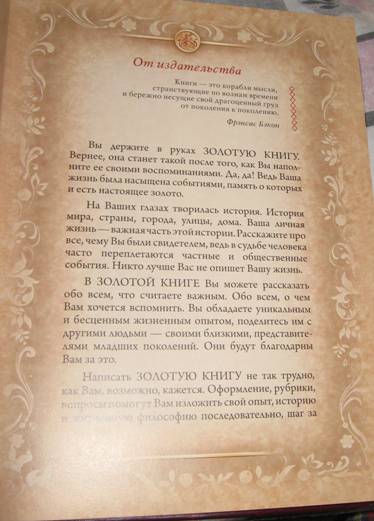 От издательства
Книги — это корабли мысли,
странствующие по волнам времени
и бережно несущие свой драгоценный груз
от поколения к поколению.
Фрэнсис Бэкон
Вы держите в руках ЗОЛОТУЮ КНИГУ.
Вернее, она станет такой после того, как Вы напол-
ните ее своими воспоминаниями. Да, да! Ведь Ваша
жизнь была насыщена событиями, память о которых
и есть настоящее золото.
На Ваших глазах творилась история. История
мира, страны, города, улицы, дома. Ваша личная
жизнь — важная часть этой истории. Расскажите про
все, чему Вы были свидетелем, ведь в судьбе человека
часто переплетаются частные и общественные
события. Никто лучше Вас не опишет Вашу жизнь.
В ЗОЛОТОЙ КНИГЕ Вы можете рассказать
обо всем, что считаете важным. Обо всем, о чем
Вам хочется вспомнить. Вы обладаете уникальным
и бесценным жизненным опытом, поделитесь им с
другими людьми — своими близкими, представите-
лями младших поколений. Они будут благодарны
Вам за это.
Написать ЗОЛОТУЮ КНИГУ не так трудно,
как Вам, возможно, кажется. Оформление, рубрики,
вопросы помогут Вам изложить свой опыт, историю
и жизненную философию последовательно, шаг за